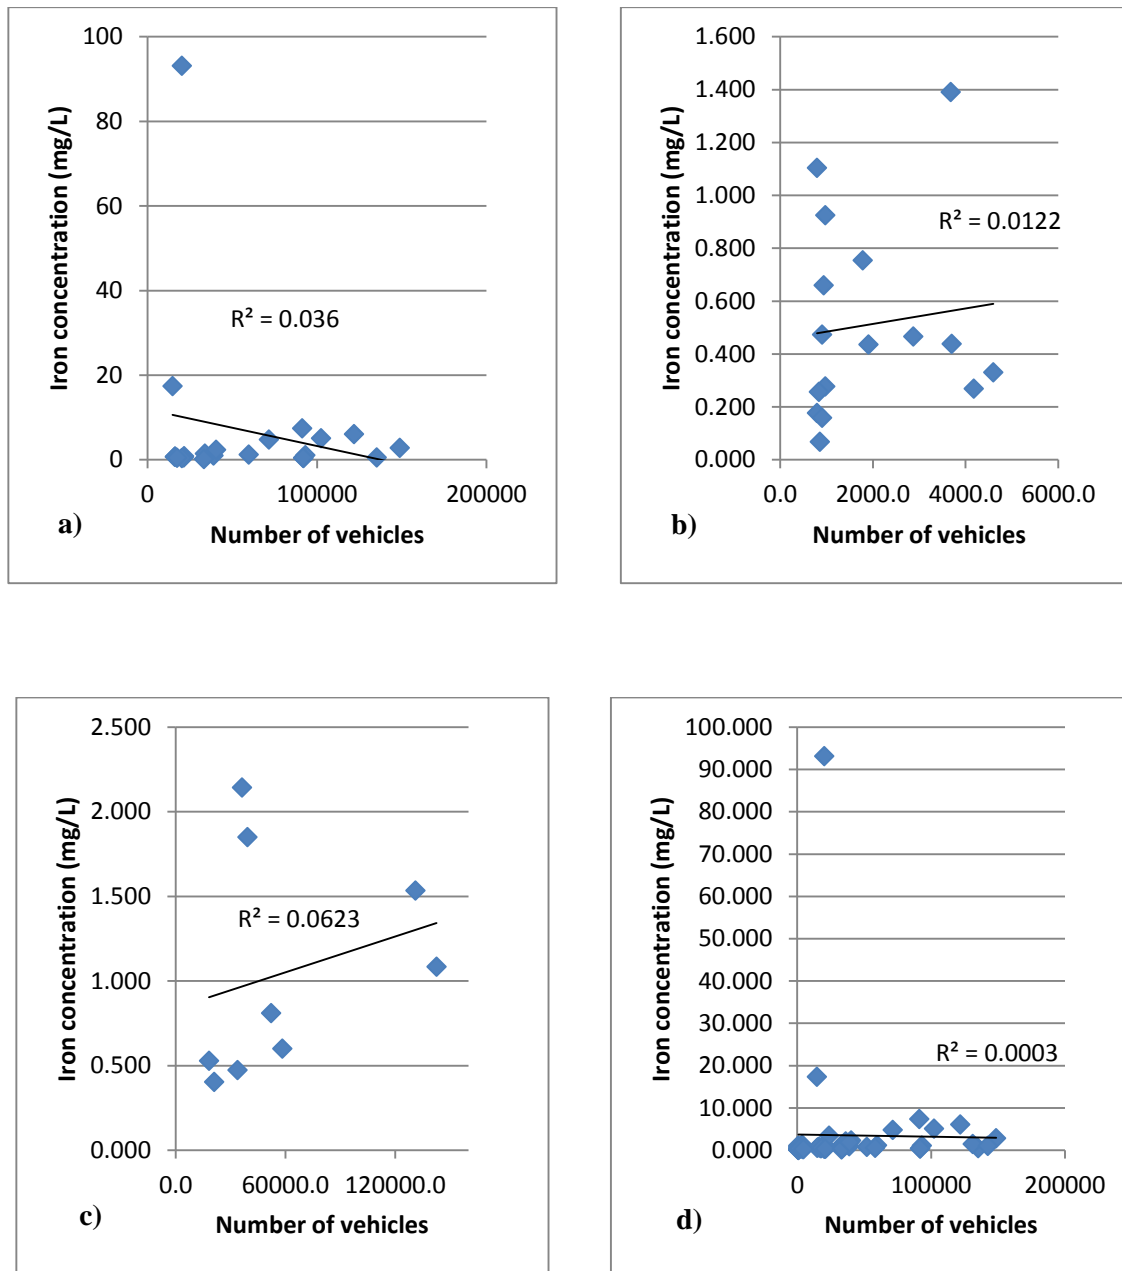 100
80
60
40
20
0
Iron concentration (mg/L)
R² = 0.036
0 100000 200000
Number of vehicles
a)
1.600
1.400
1.200
1.000
0.800
0.600
0.400
0.200
0.000
Iron concentration (mg/L)
R² = 0.0122
0.0 2000.0 4000.0 6000.0
Number of vehicles
b)
2.500
2.000
1.500
1.000
0.500
0.000
Iron concentration (mg/L)
R² = 0.0623
0.0 60000.0 120000.0
Number of vehicles
c)
100.000
90.000
80.000
70.000
60.000
50.000
40.000
30.000
20.000
10.000
0.000
Iron concentration (mg/L)
R² = 0.0003
0 100000 200000
Number of vehicles
d)